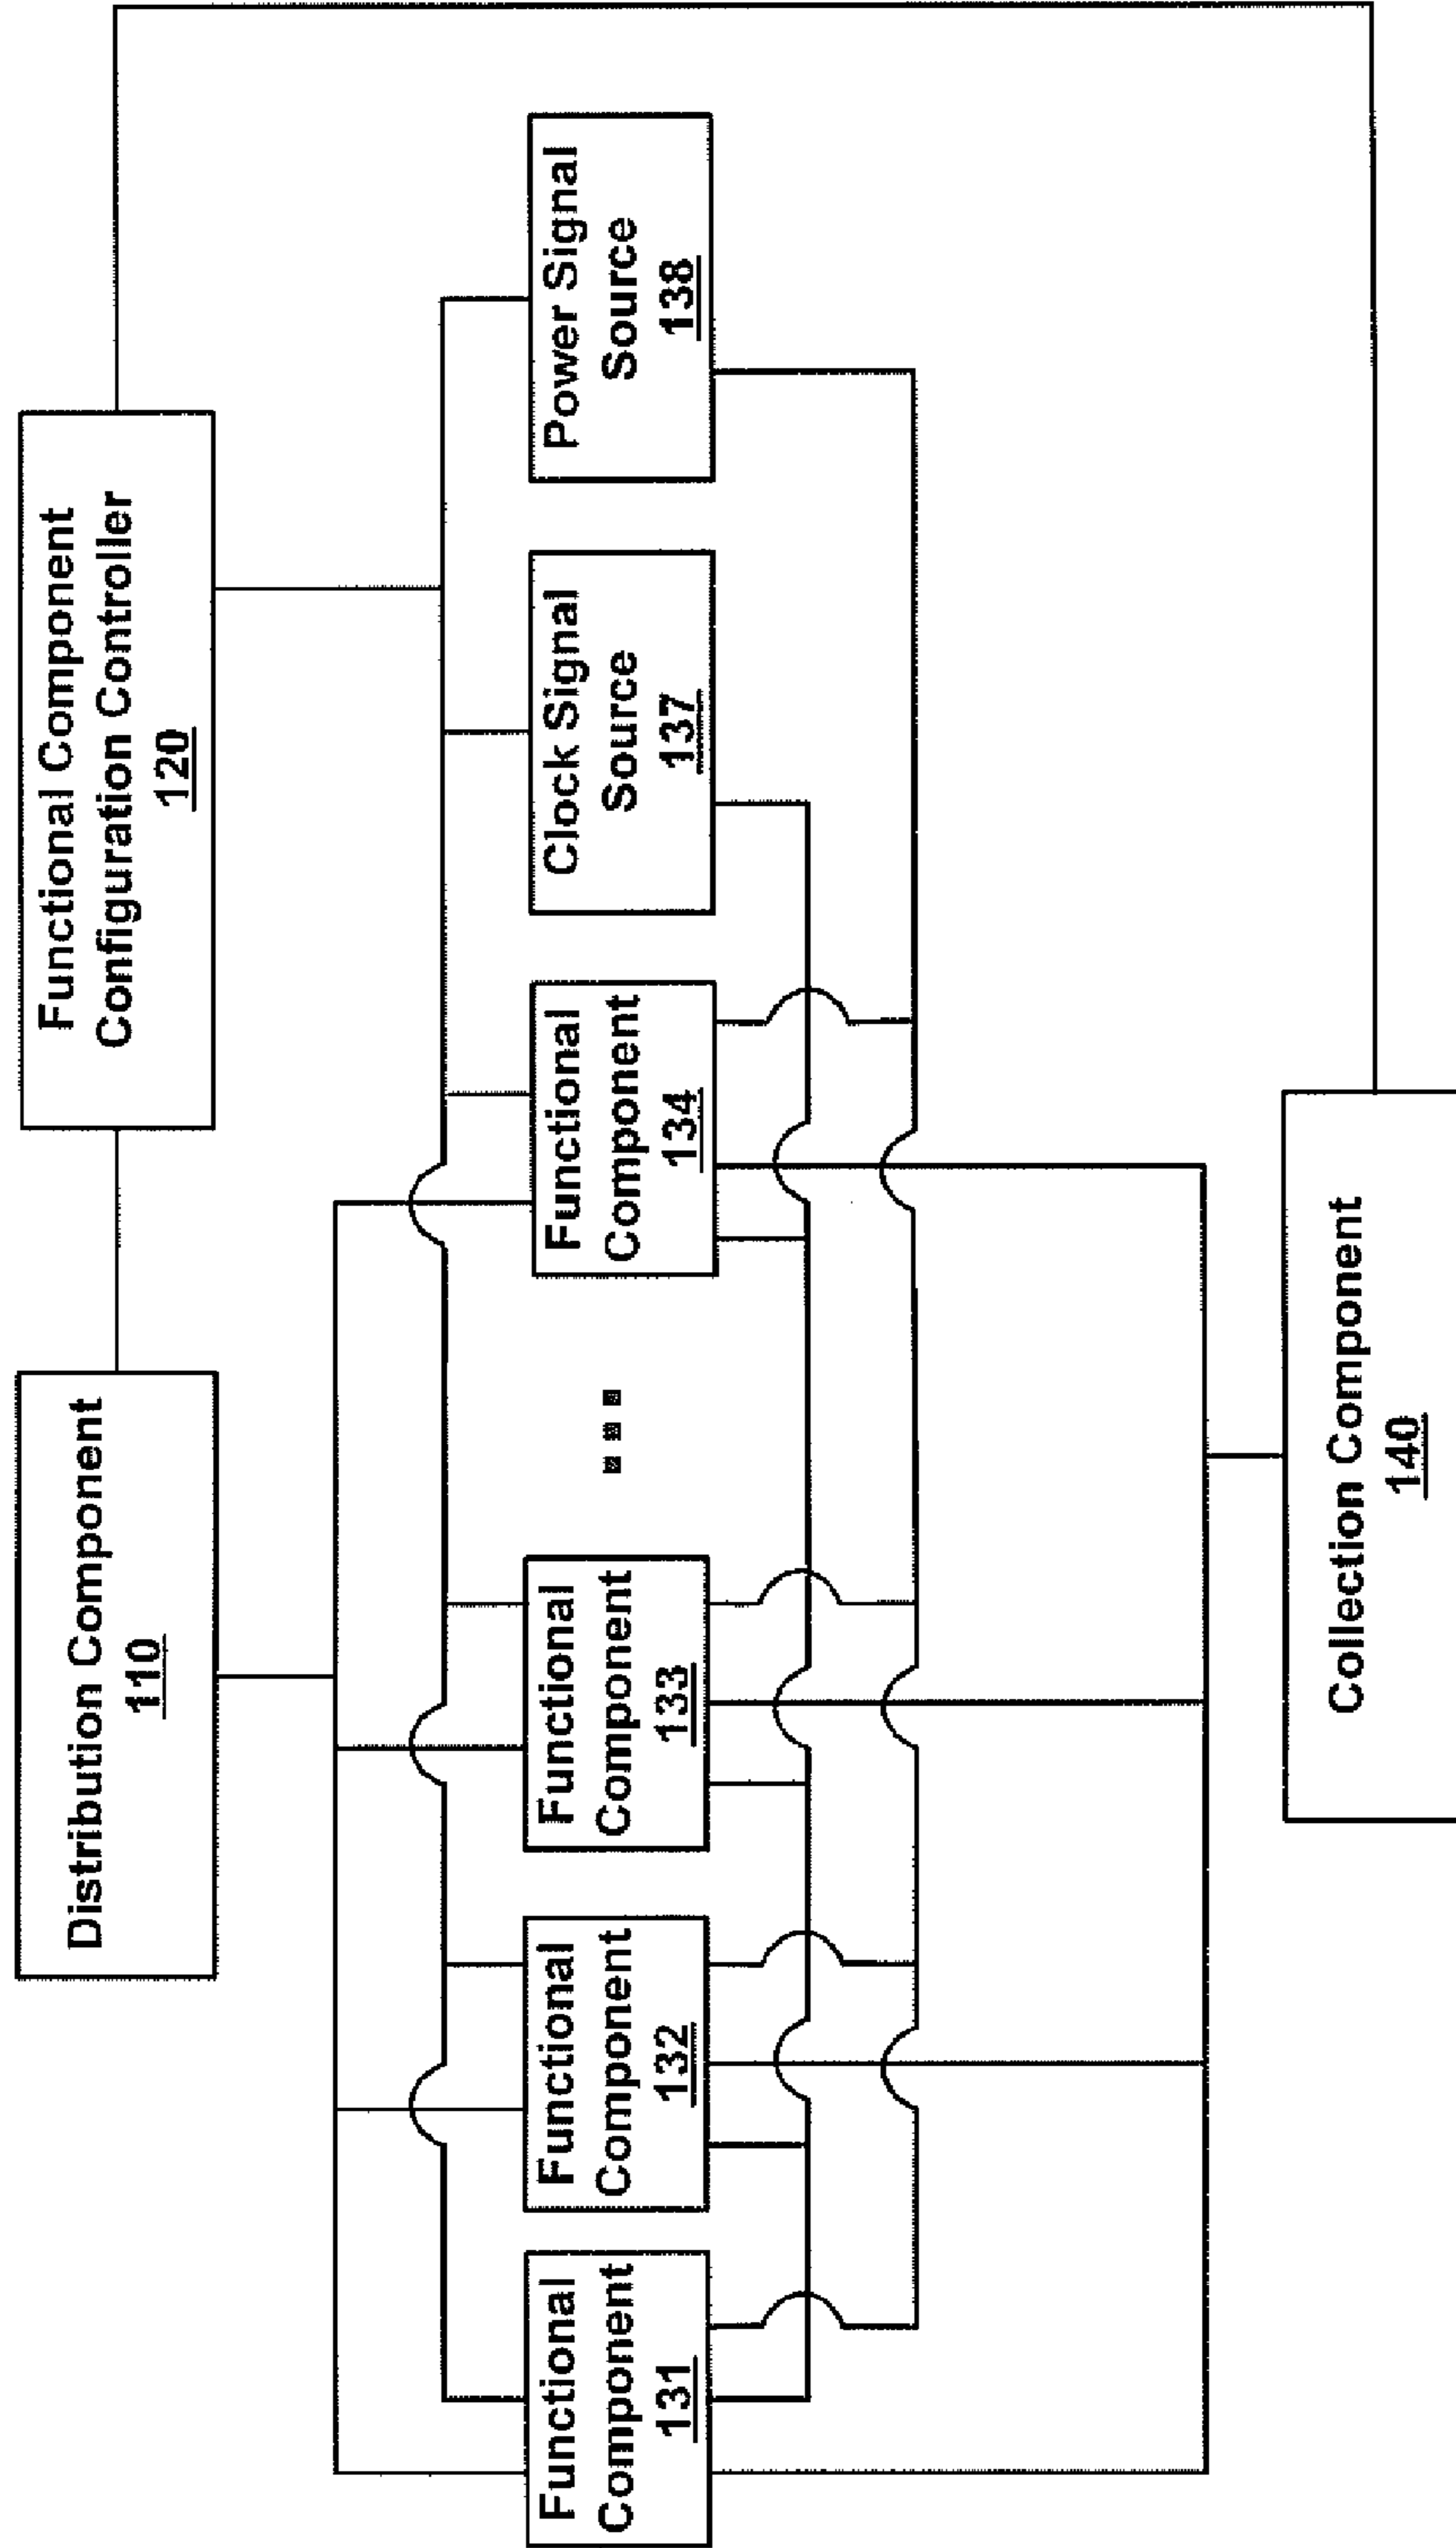 Distribution Component
110
Functional Component
Configuration Controller
120
Functional
Component
131
Functional
Component
132
Functional
Component
133
Functional
Component
134
Clock Signal
Source
137
Power Signal
Source
138
Collection Component
140